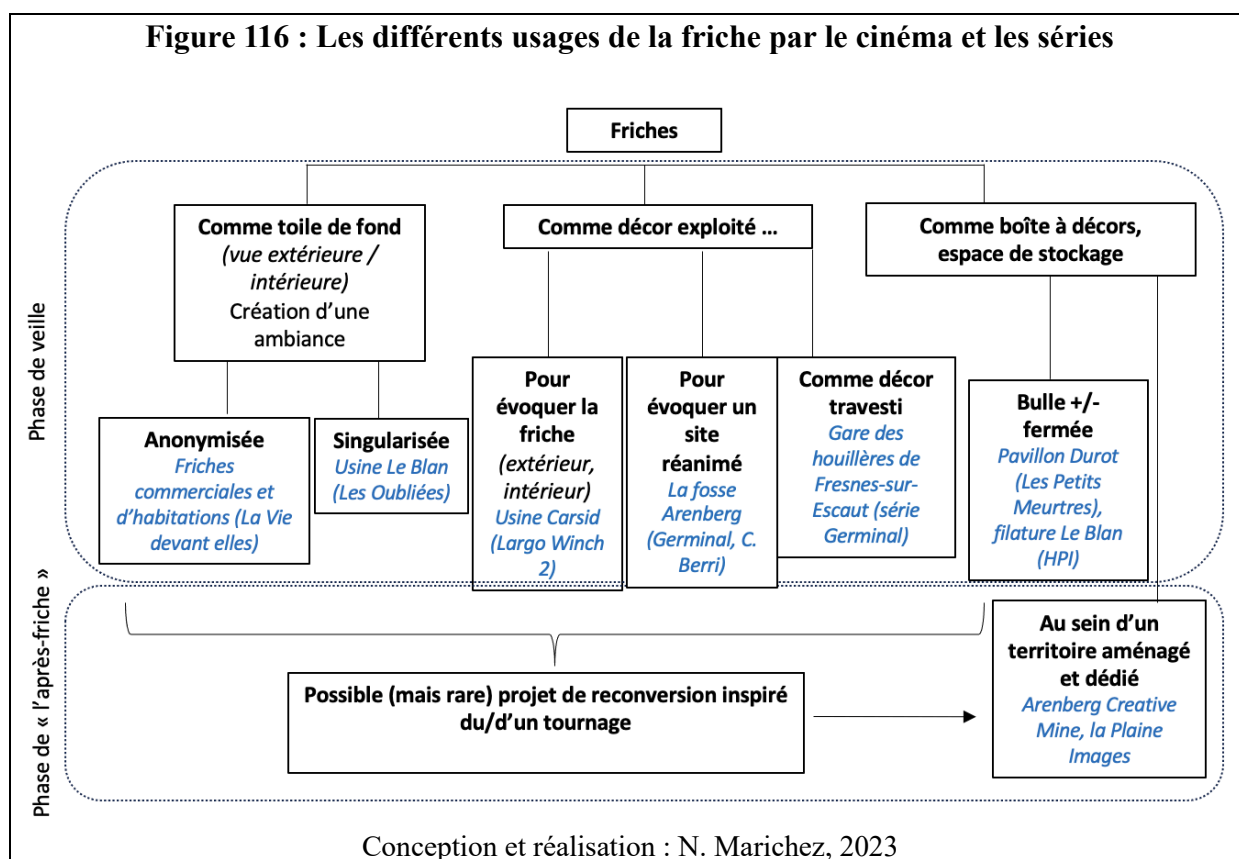 Figure 116 : Les différents usages de la friche par le cinéma et les séries
Friches
Phase de veille
Comme toile de fond
(vue extérieure /
intérieure)
Création d'une
ambiance
Comme décor exploité ...
Comme boîte à décors,
espace de stockage
Anonymisée
Friches
commerciales et
d'habitations (La Vie
devant elles)
Singularisée
Usine Le Blan
(Les Oubliées)
Pour
évoquer la
friche
(extérieur,
intérieur)
Usine Carsid
(Largo Winch
2)
Pour
évoquer un
site
réanimé
La fosse
Arenberg
(Germinal, C.
Berri)
Comme décor
travesti
Gare des
houillères de
Fresnes-sur-
Escaut (série
Germinal)
Bulle +/-
fermée
Pavillon Durot
(Les Petits
Meurtres),
filature Le Blan
(HPI)
Phase de « l'après-friche »
Possible (mais rare) projet de reconversion inspiré
du/d'un tournage
Au sein d'un
territoire aménagé
et dédié
Arenberg Creative
Mine, la Plaine
Images
Conception et réalisation : N. Marichez, 2023